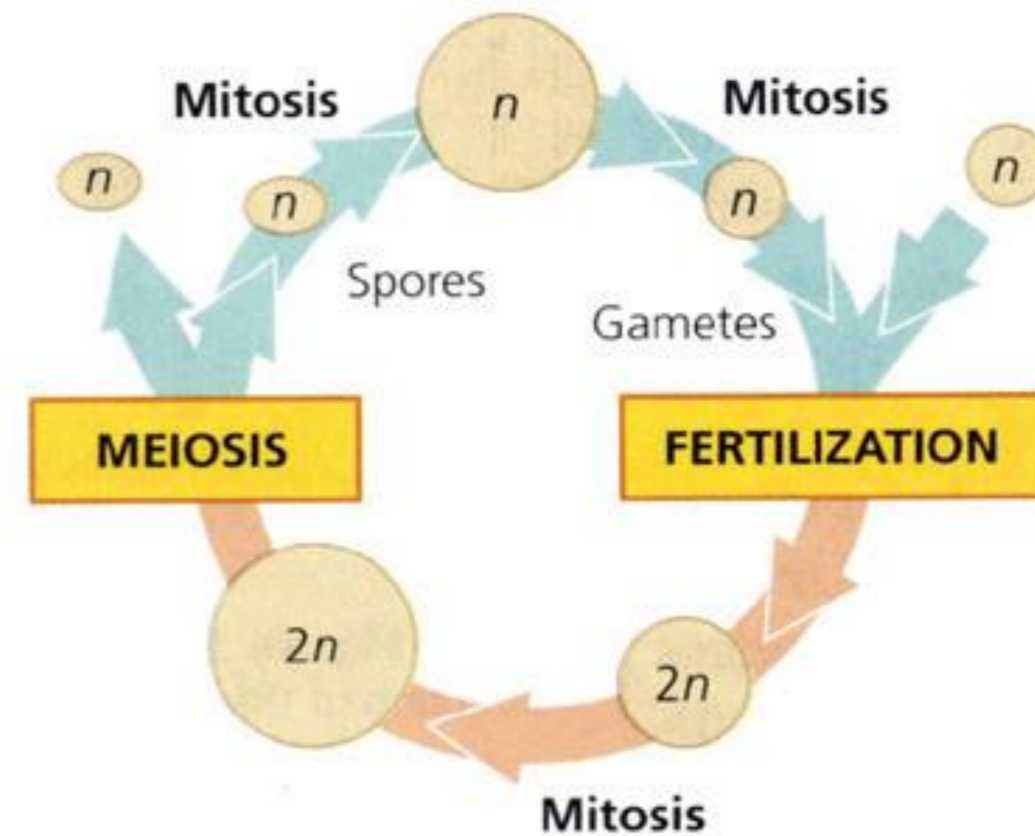 n
Mitosis
Mitosis
n
n
n
n
Spores
Gametes
MEIOSIS
FERTILIZATION
2n
2n
Mitosis